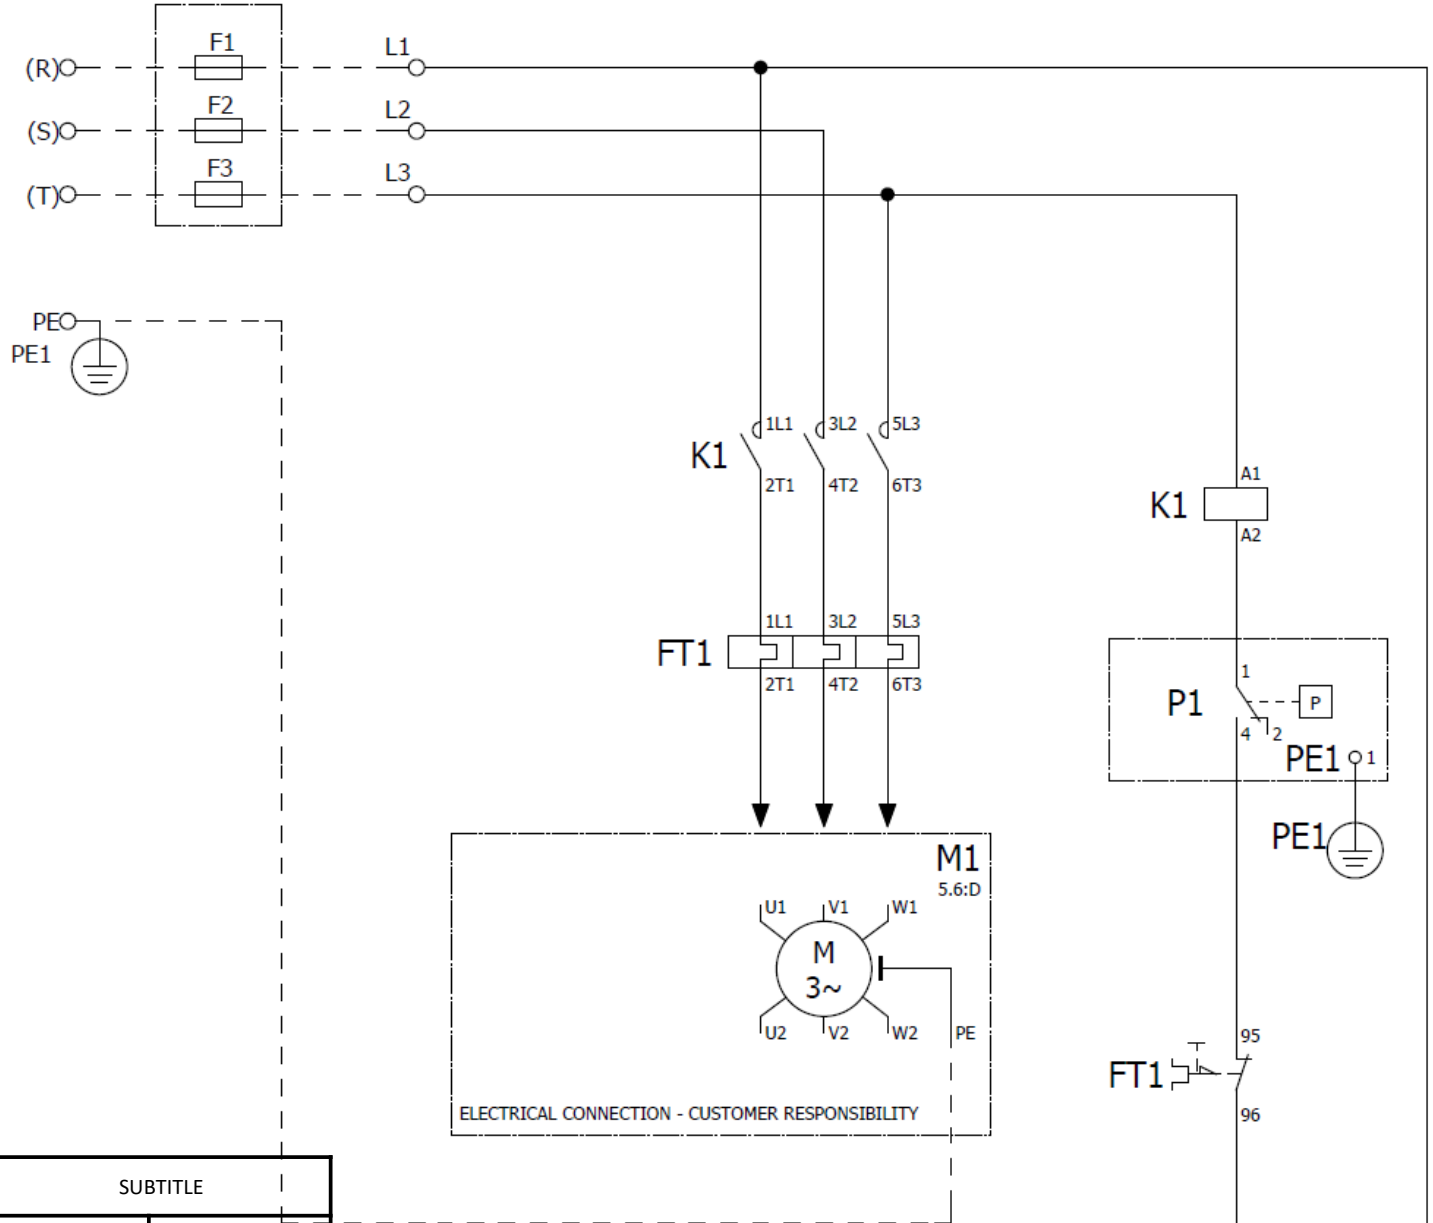 F1
(R) L1
F2
(S) L2
F3
(T) L3
PE
PE1
1L1 3L2 5L3
K1
2T1 4T2 6T3
A1
K1
A2
1L1 3L2 5L3
FT1
2T1 4T2 6T3
1
P1 P
4 2
PE1 1
PE1
M1
5.6:D
U1 V1 W1
M
3~
U2 V2 W2 PE
95
FT1
96
ELECTRICAL CONNECTION - CUSTOMER RESPONSIBILITY
SUBTITLE